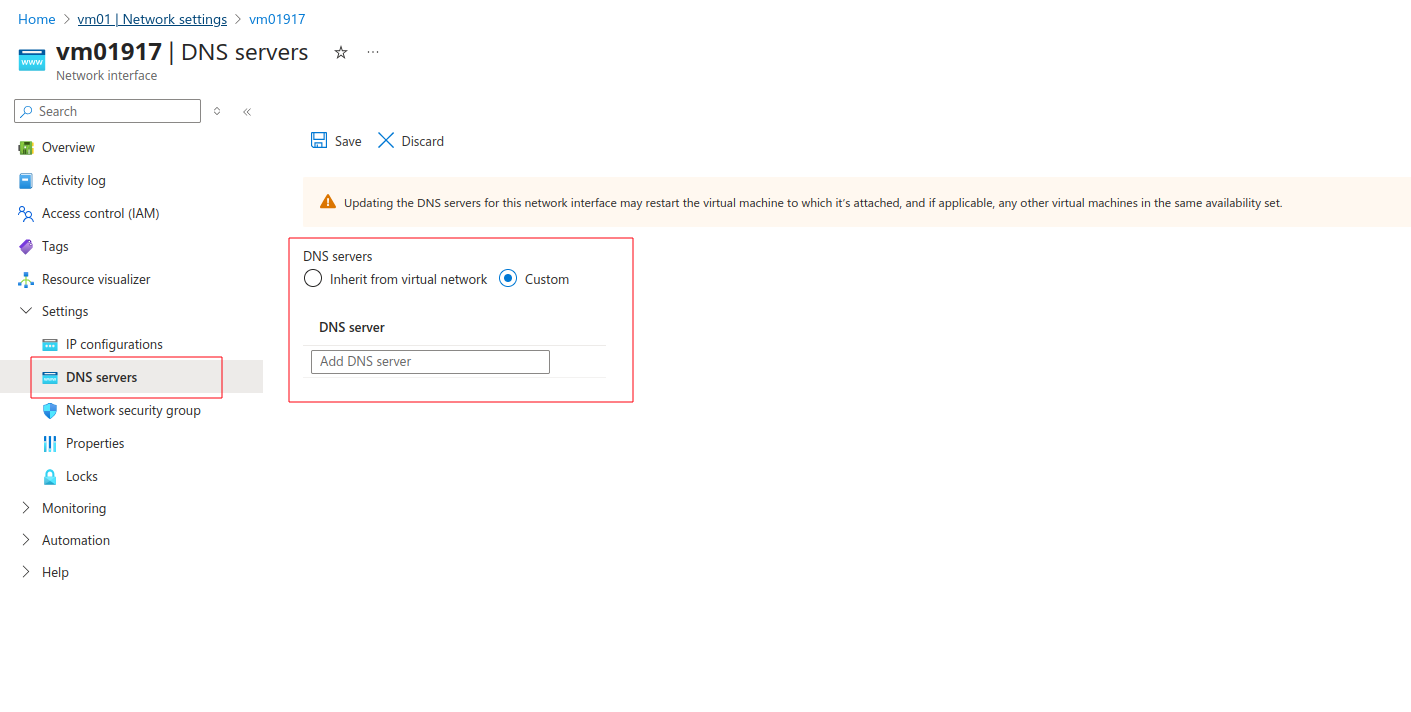 Home > vm01 | Network settings > vm01917
vm01917 | DNS servers
Network interface
Search
Overview
Activity log
Access control (IAM)
Tags
Resource visualizer
Settings
IP configurations
DNS servers
Network security group
Properties
Locks
Monitoring
Automation
Help
Save Discard
Updating the DNS servers for this network interface may restart the virtual machine to which it's attached, and if applicable, any other virtual machines in the same availability set.
DNS servers
Inherit from virtual network Custom
DNS server
Add DNS server